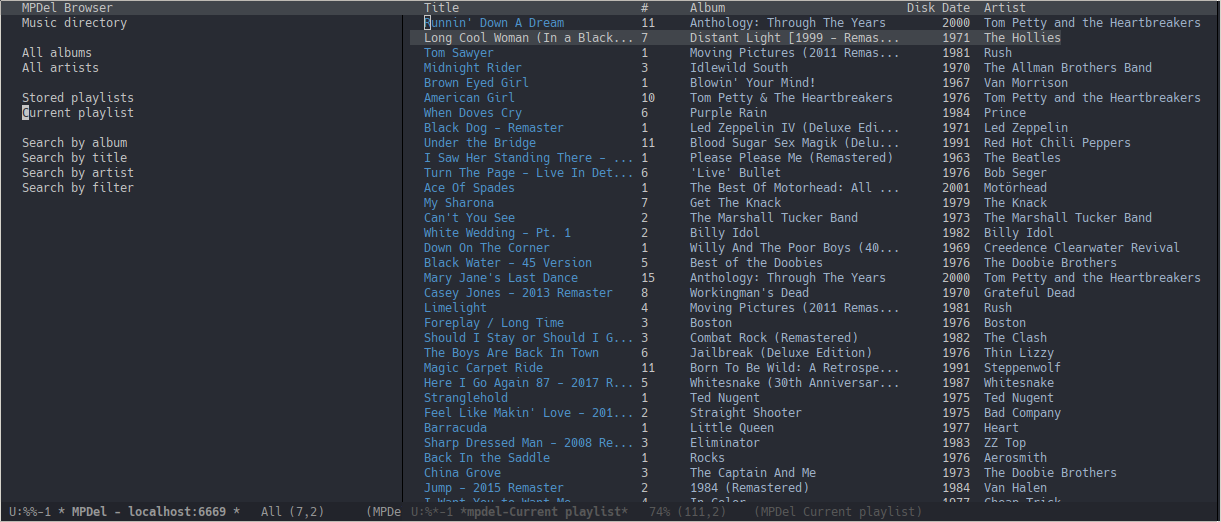 MPDel Browser
Music directory
All albums
All artists
Stored playlists
Current playlist
Search by album
Search by title
Search by artist
Search by filter
Title # Album Disk Date Artist
Runnin' Down A Dream 11 Anthology: Through The Years 2000 Tom Petty and the Heartbreakers
Long Cool Woman (In a Black... 7 Distant Light [1999 - Remas... 1971 The Hollies
Tom Sawyer 1 Moving Pictures (2011 Remas... 1981 Rush
Midnight Rider 3 Idlewild South 1970 The Allman Brothers Band
Brown Eyed Girl 1 Blowin' Your Mind! 1967 Van Morrison
American Girl 10 Tom Petty & The Heartbreakers 1976 Tom Petty and the Heartbreakers
When Doves Cry 6 Purple Rain 1984 Prince
Black Dog - Remaster 1 Led Zeppelin IV (Deluxe Edi... 1971 Led Zeppelin
Under the Bridge 11 Blood Sugar Sex Magik (Delu... 1991 Red Hot Chili Peppers
I Saw Her Standing There - ... 1 Please Please Me (Remastered) 1963 The Beatles
Turn The Page - Live In Det... 6 'Live' Bullet 1976 Bob Seger
Ace Of Spades 1 The Best Of Motorhead: All ... 2001 Motörhead
My Sharona 7 Get The Knack 1979 The Knack
Can't You See 2 The Marshall Tucker Band 1973 The Marshall Tucker Band
White Wedding - Pt. 1 2 Billy Idol 1982 Billy Idol
Down On The Corner 1 Willy And The Poor Boys (40... 1969 Creedence Clearwater Revival
Black Water - 45 Version 5 Best of the Doobies 1976 The Doobie Brothers
Mary Jane's Last Dance 15 Anthology: Through The Years 2000 Tom Petty and the Heartbreakers
Casey Jones - 2013 Remaster 8 Workingman's Dead 1970 Grateful Dead
Limelight 4 Moving Pictures (2011 Remas... 1981 Rush
Foreplay / Long Time 3 Boston 1976 Boston
Should I Stay or Should I G... 3 Combat Rock (Remastered) 1982 The Clash
The Boys Are Back In Town 6 Jailbreak (Deluxe Edition) 1976 Thin Lizzy
Magic Carpet Ride 11 Born To Be Wild: A Retrospe... 1991 Steppenwolf
Here I Go Again 87 - 2017 R... 5 Whitesnake (30th Anniversar... 1987 Whitesnake
Stranglehold 1 Ted Nugent 1975 Ted Nugent
Feel Like Makin' Love - 201... 2 Straight Shooter 1975 Bad Company
Barracuda 1 Little Queen 1977 Heart
Sharp Dressed Man - 2008 Re... 3 Eliminator 1983 ZZ Top
Back In the Saddle 1 Rocks 1976 Aerosmith
China Grove 3 The Captain And Me 1973 The Doobie Brothers
Jump - 2015 Remaster 2 1984 (Remastered) 1984 Van Halen
I Want You to Want Me 4 In Color 1977 Cheap Trick
U:%%-1 * MPDel - localhost:6669 * All (7,2) (MPDe
U:%*-1 *mpdel-Current playlist* 74% (111,2) (MPDel Current playlist)